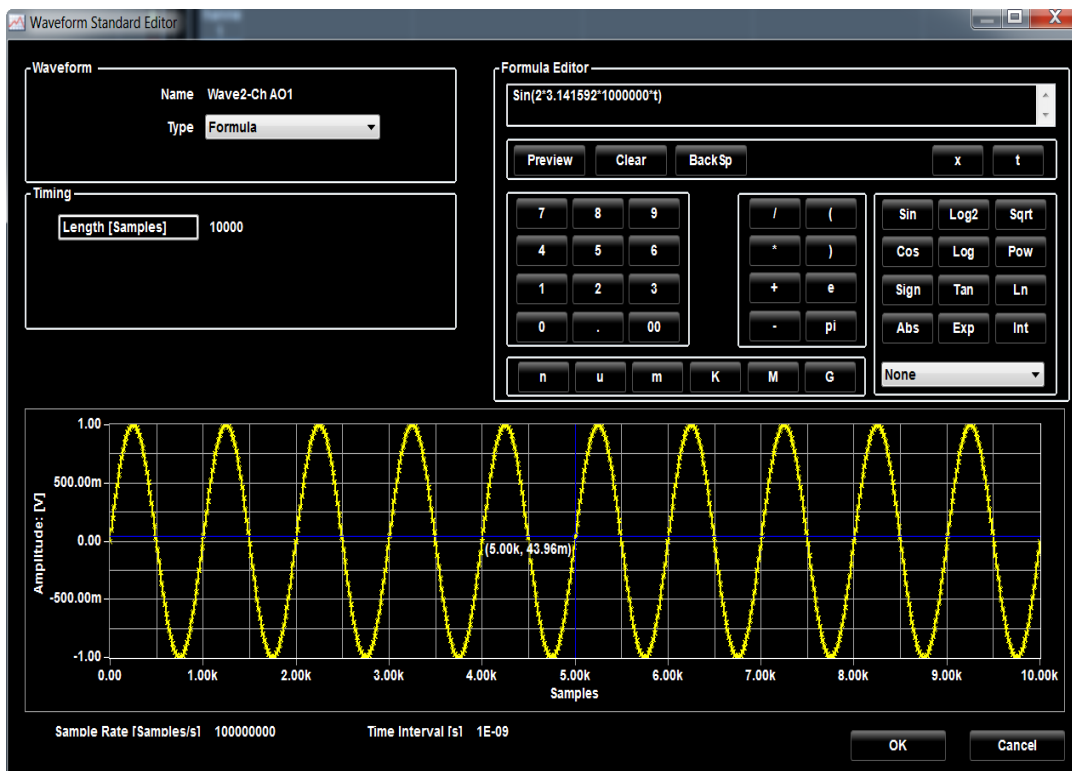 Waveform Standard Editor
Waveform
Name Wave2-Ch AO1
Type Formula
Timing
Length [Samples] 10000
Formula Editor
Sin(2*3.141592*1000000*t)
Preview Clear BackSp x t
7 8 9 / ( Sin Log2 Sqrt
4 5 6 * ) Cos Log Pow
1 2 3 + e Sign Tan Ln
0 . 00 - pi Abs Exp Int
n u m K M G None
Amplitude: [V]
1.00
500.00m
0.00
-500.00m
-1.00
(5.00k, 43.96m)
0.00 1.00k 2.00k 3.00k 4.00k 5.00k 6.00k 7.00k 8.00k 9.00k 10.00k
Samples
Sample Rate [Samples/s] 100000000 Time Interval [s] 1E-09
OK Cancel